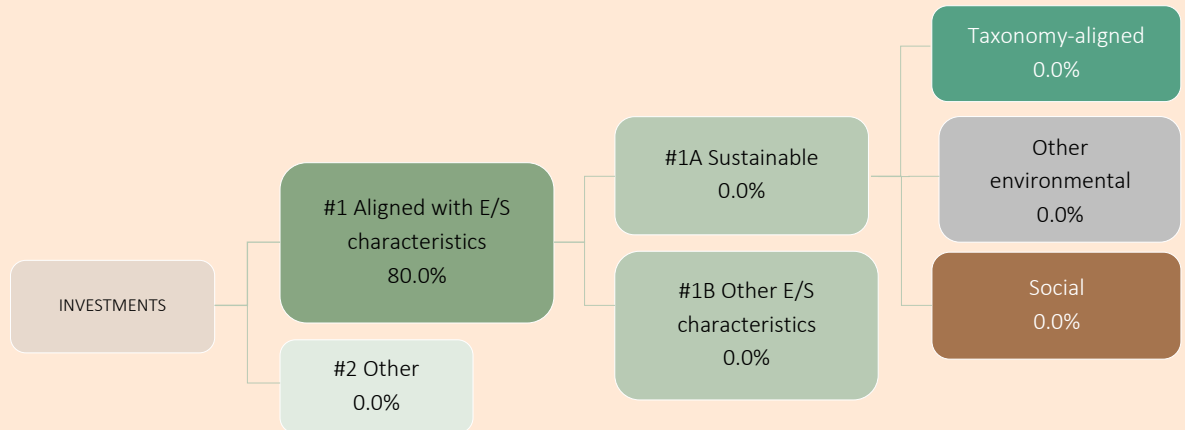 INVESTMENTS
#1 Aligned with E/S
characteristics
80.0%
#2 Other
0.0%
#1A Sustainable
0.0%
#1B Other E/S
characteristics
0.0%
Taxonomy-aligned
0.0%
Other
environmental
0.0%
Social
0.0%